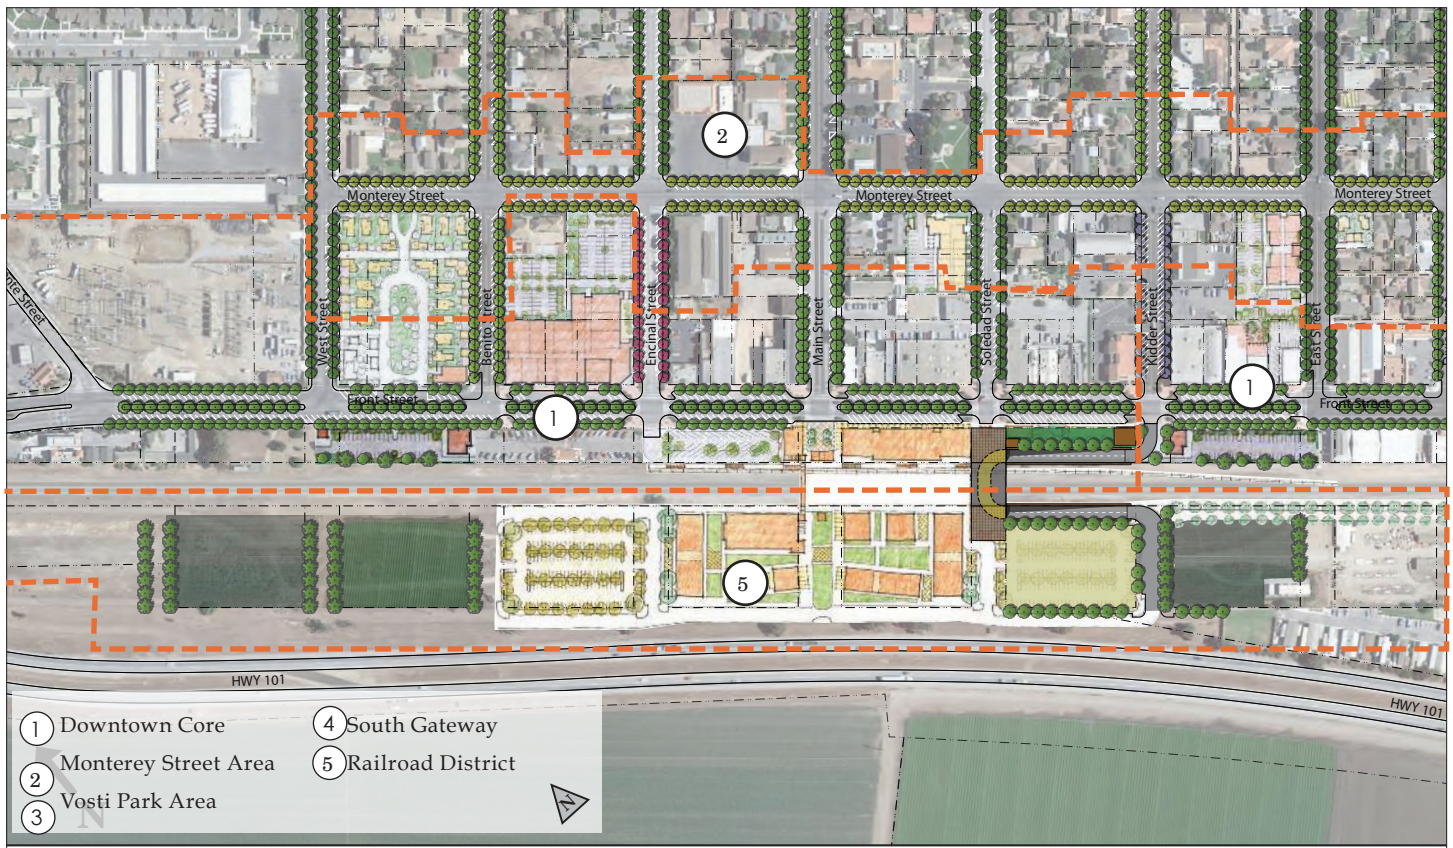 2
Monterey Street
Monterey Street
Monterey Street
West Street
Benito Street
Encinal Street
Main Street
Soledad Street
Kidder Street
East Street
Front Street
Front Street
1
1
5
HWY 101
HWY 101
1 Downtown Core
2 Monterey Street Area
3 Vosti Park Area
4 South Gateway
5 Railroad District
N
N